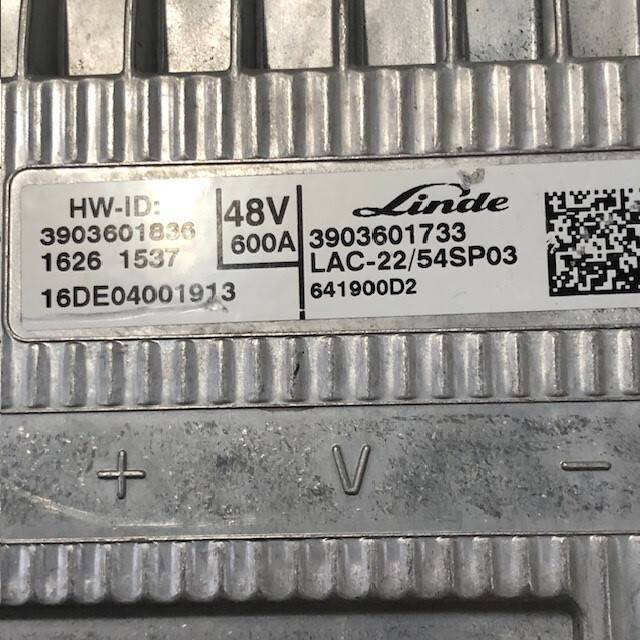 HW-ID:
3903601836
1626 1537
16DE04001913
48V
600A
Linde
3903601733
LAC-22/54SP03
641900D2
+ V -